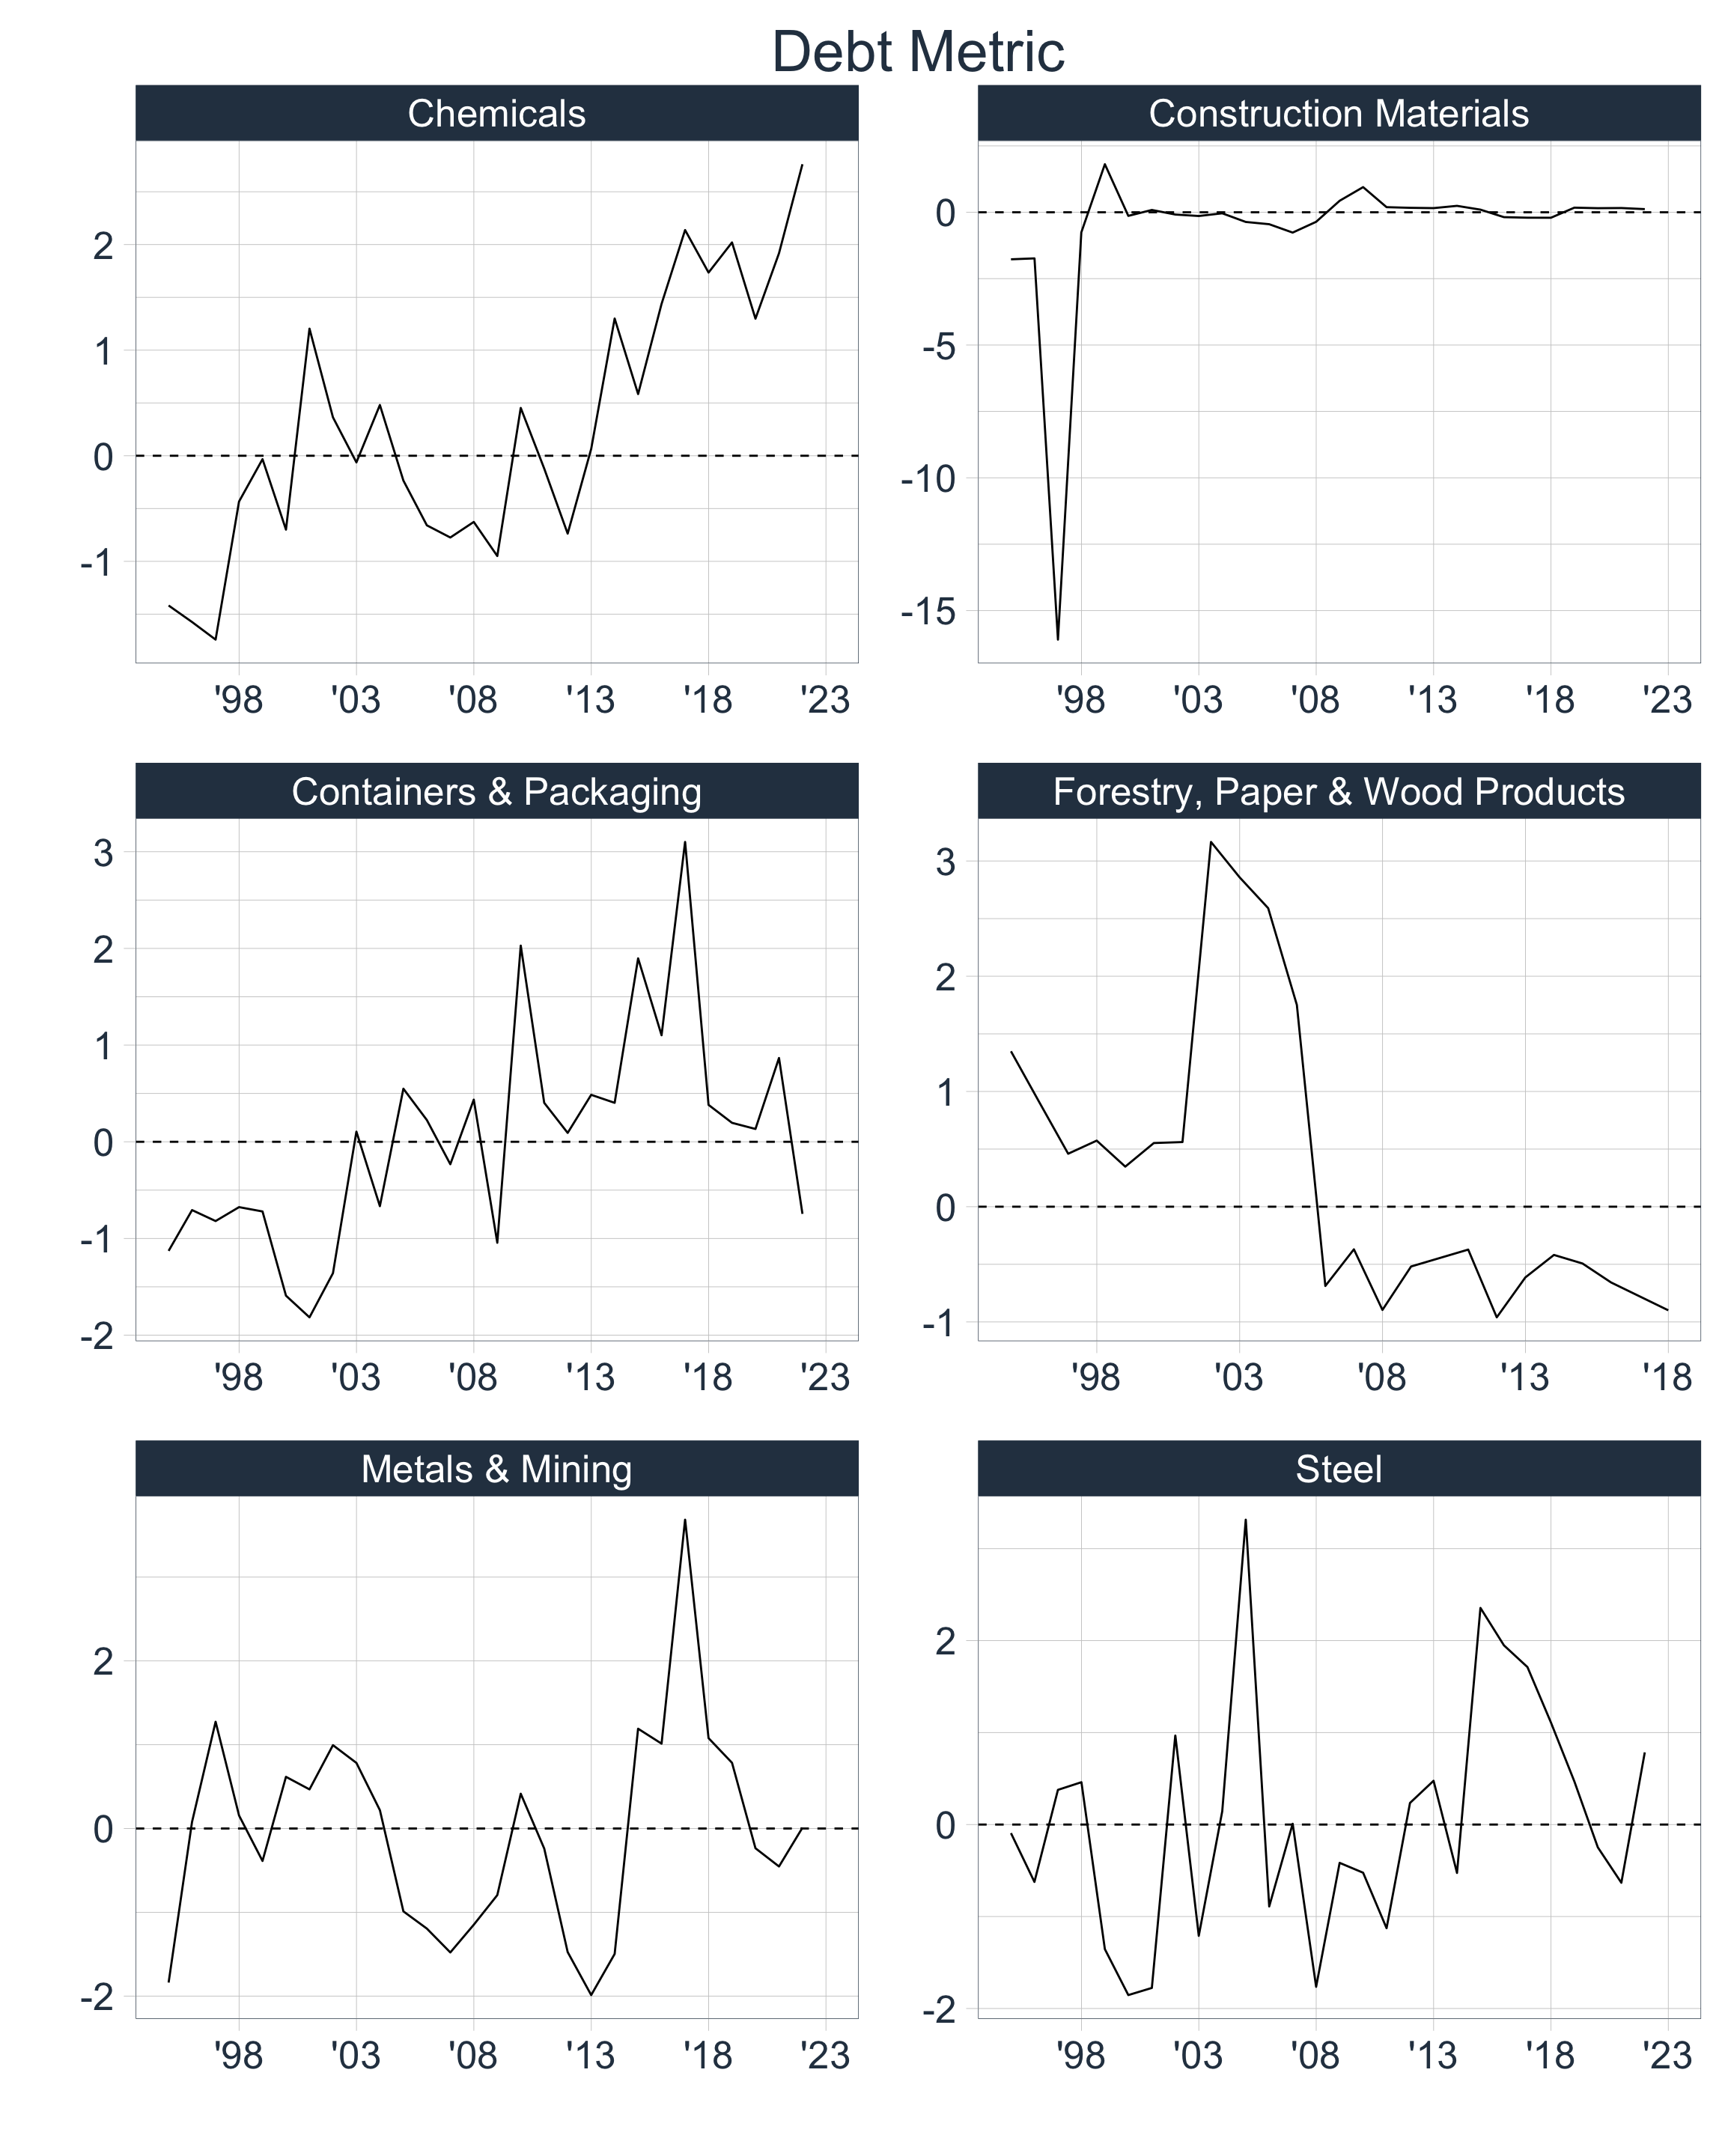 Debt Metric
Chemicals
Construction Materials
2
1
0
-1
0
-5
-10
-15
'98 '03 '08 '13 '18 '23
'98 '03 '08 '13 '18 '23
Containers & Packaging
Forestry, Paper & Wood Products
3
2
1
0
-1
-2
3
2
1
0
-1
'98 '03 '08 '13 '18 '23
'98 '03 '08 '13 '18
Metals & Mining
Steel
2
0
-2
2
0
-2
'98 '03 '08 '13 '18 '23
'98 '03 '08 '13 '18 '23